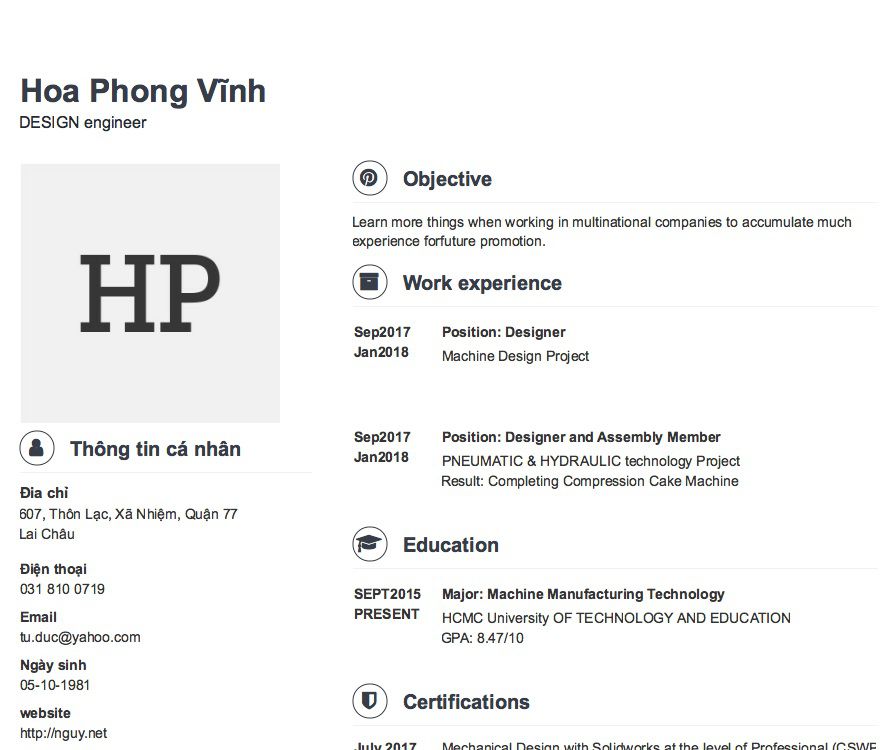 Hoa Phong Vĩnh
DESIGN engineer
HP
Thông tin cá nhân
Đia chỉ
607, Thôn Lạc, Xã Nhiệm, Quận 77
Lai Châu
Điện thoại
031 810 0719
Email
tu.duc@yahoo.com
Ngày sinh
05-10-1981
website
http://nguy.net
Objective
Learn more things when working in multinational companies to accumulate much
experience forfuture promotion.
Work experience
Sep2017
Jan2018
Position: Designer
Machine Design Project
Sep2017
Jan2018
Position: Designer and Assembly Member
PNEUMATIC & HYDRAULIC technology Project
Result: Completing Compression Cake Machine
Education
SEPT2015
PRESENT
Major: Machine Manufacturing Technology
HCMC University OF TECHNOLOGY AND EDUCATION
GPA: 8.47/10
Certifications
July 2017
Mechanical Design with Solidworks at the level of Professional